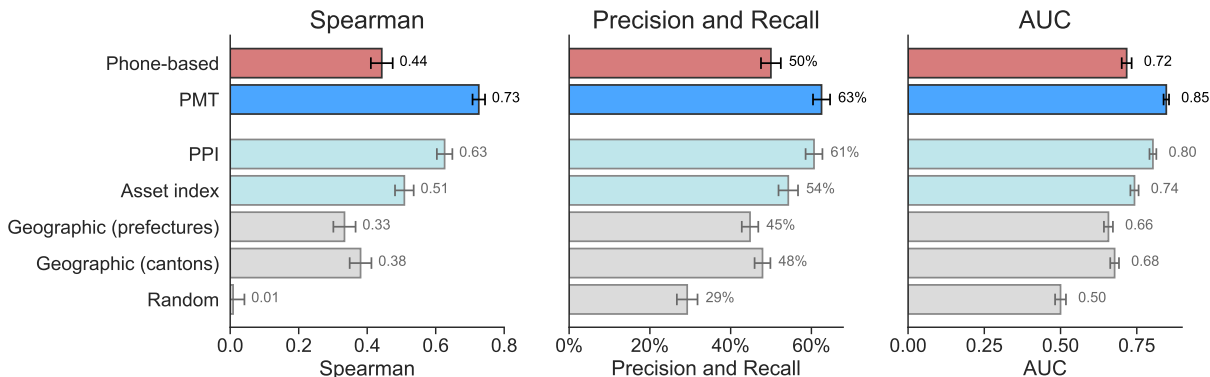 Spearman
Precision and Recall
AUC
Phone-based
PMT
PPI
Asset index
Geographic (prefectures)
Geographic (cantons)
Random
0.44
0.73
0.63
0.51
0.33
0.38
0.01
0.0 0.2 0.4 0.6 0.8
Spearman
50%
63%
61%
54%
45%
48%
29%
0% 20% 40% 60%
Precision and Recall
0.72
0.85
0.80
0.74
0.66
0.68
0.50
0.00 0.25 0.50 0.75
AUC